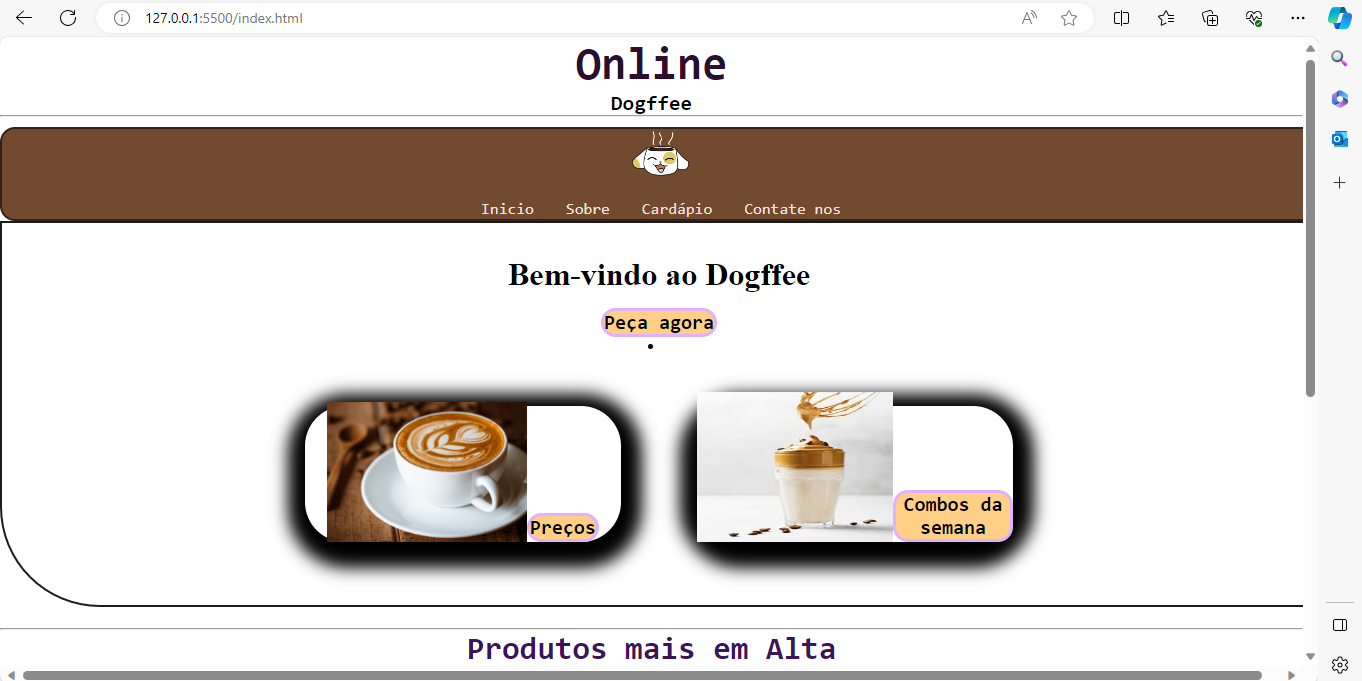 127.0.0.1:5500/index.html
Online
Dogffee
Inicio Sobre Cardápio Contate nos
Bem-vindo ao Dogffee
Peça agora
Preços
Combos da
semana
Produtos mais em Alta